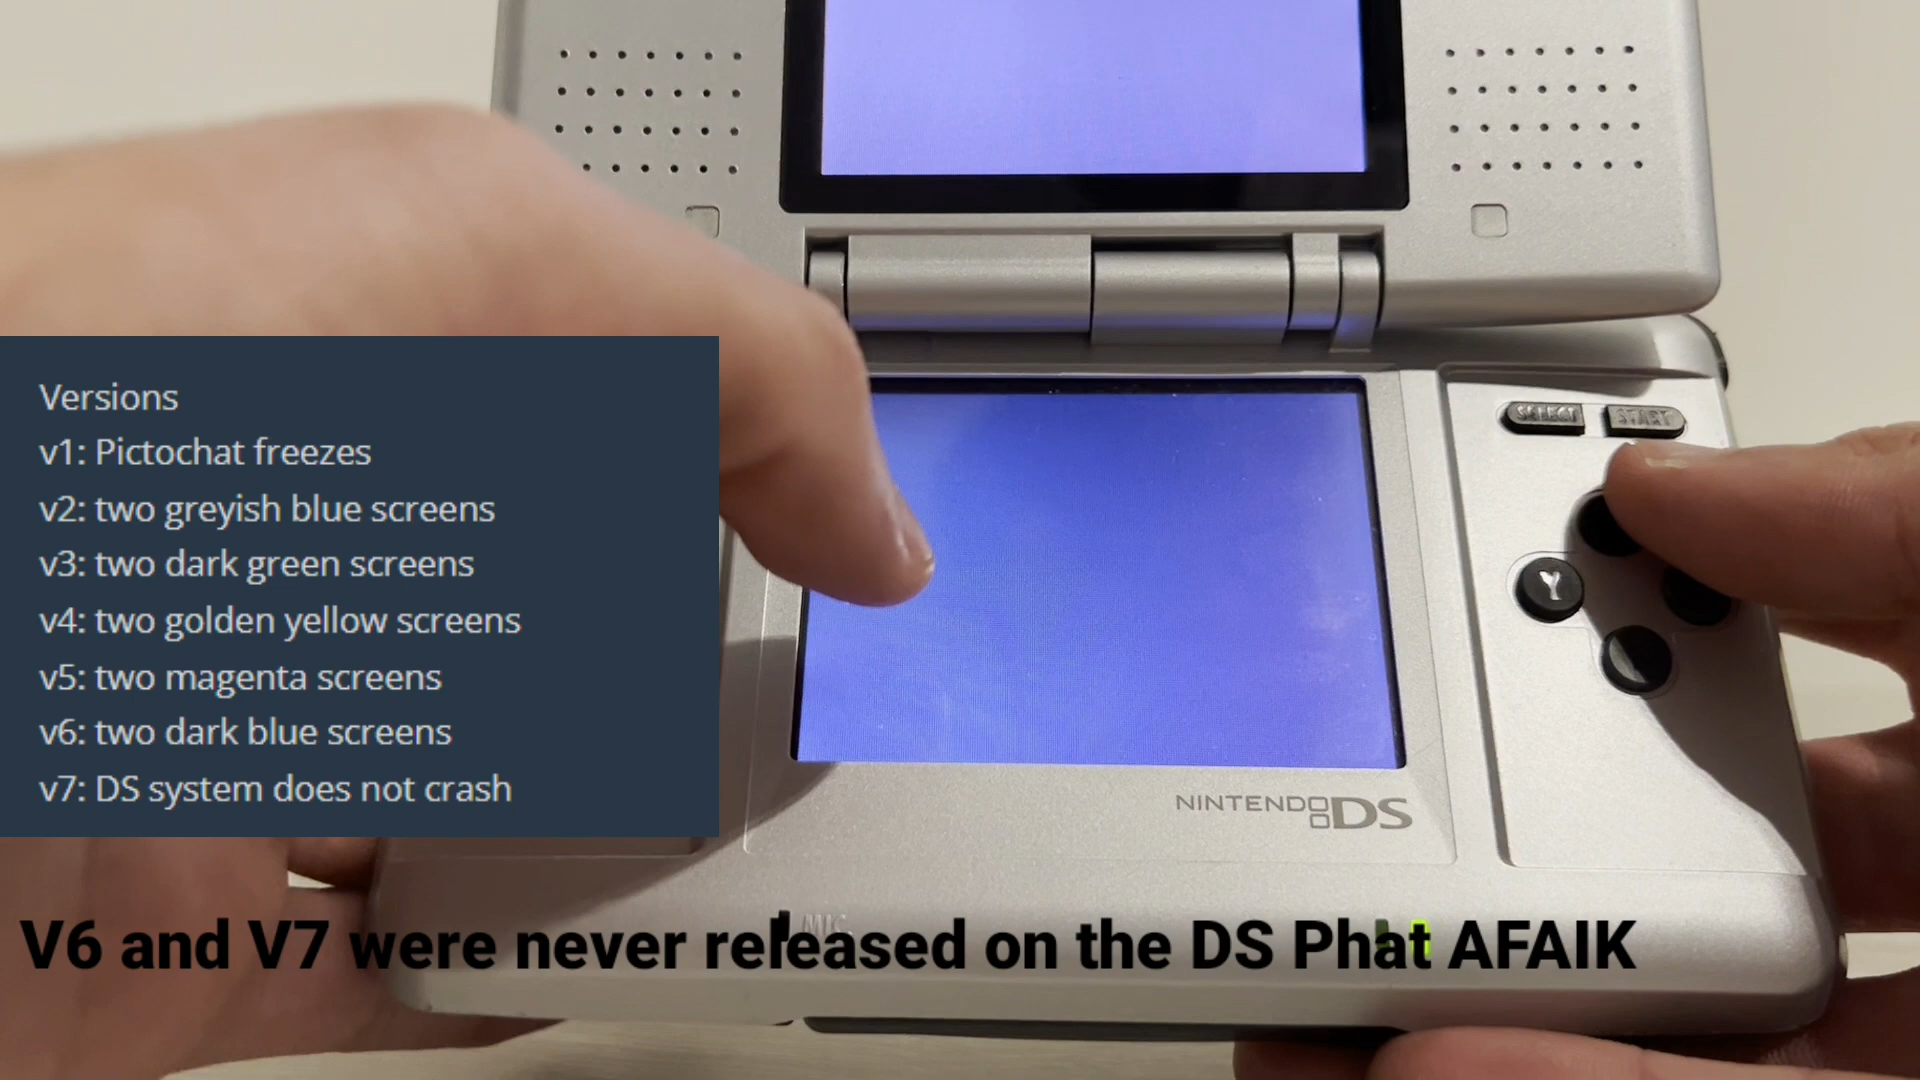 SELECT
START
Versions
v1: Pictochat freezes
v2: two greyish blue screens
v3: two dark green screens
v4: two golden yellow screens
v5: two magenta screens
v6: two dark blue screens
v7: DS system does not crash
Y
NINTENDO DS
MIC
V6 and V7 were never released on the DS Phat AFAIK